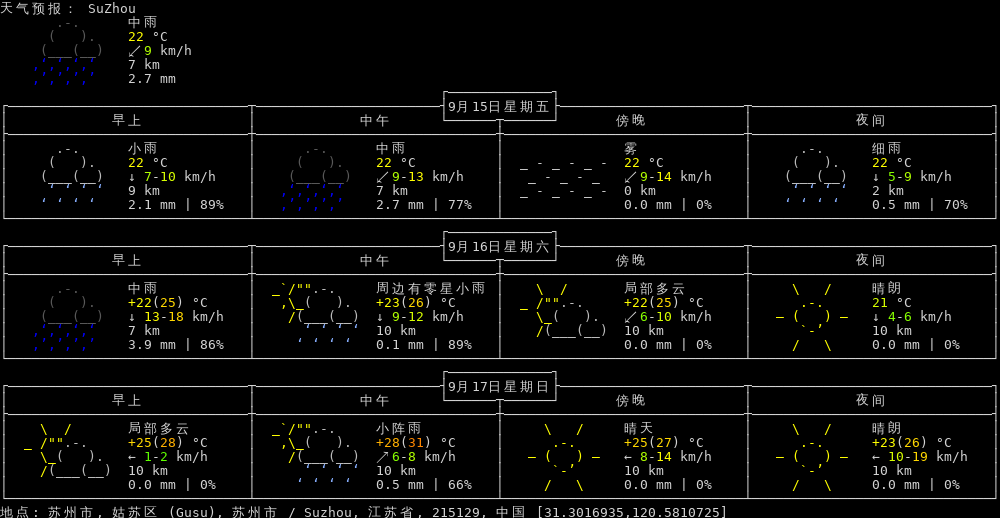 天气预报： SuZhou
中雨
22 °C
↙ 9 km/h
7 km
2.7 mm
9月15日星期五
早上 中午 傍晚 夜间
小雨 中雨 雾 细雨
22 °C 22 °C 22 °C 22 °C
↓ 7-10 km/h ↙ 9-13 km/h ↙ 9-14 km/h ↓ 5-9 km/h
9 km 7 km 0 km 2 km
2.1 mm | 89% 2.7 mm | 77% 0.0 mm | 0% 0.5 mm | 70%
9月16日星期六
早上 中午 傍晚 夜间
中雨 周边有零星小雨 局部多云 晴朗
+22(25) °C +23(26) °C +22(25) °C 21 °C
↓ 13-18 km/h ↓ 9-12 km/h ↙ 6-10 km/h ↓ 4-6 km/h
7 km 10 km 10 km 10 km
3.9 mm | 86% 0.1 mm | 89% 0.0 mm | 0% 0.0 mm | 0%
9月17日星期日
早上 中午 傍晚 夜间
局部多云 小阵雨 晴天 晴朗
+25(28) °C +28(31) °C +25(27) °C +23(26) °C
← 1-2 km/h ↗ 6-8 km/h ← 8-14 km/h ← 10-19 km/h
10 km 10 km 10 km 10 km
0.0 mm | 0% 0.5 mm | 66% 0.0 mm | 0% 0.0 mm | 0%
地点: 苏州市, 姑苏区 (Gusu), 苏州市 / Suzhou, 江苏省, 215129, 中国 [31.3016935,120.5810725]